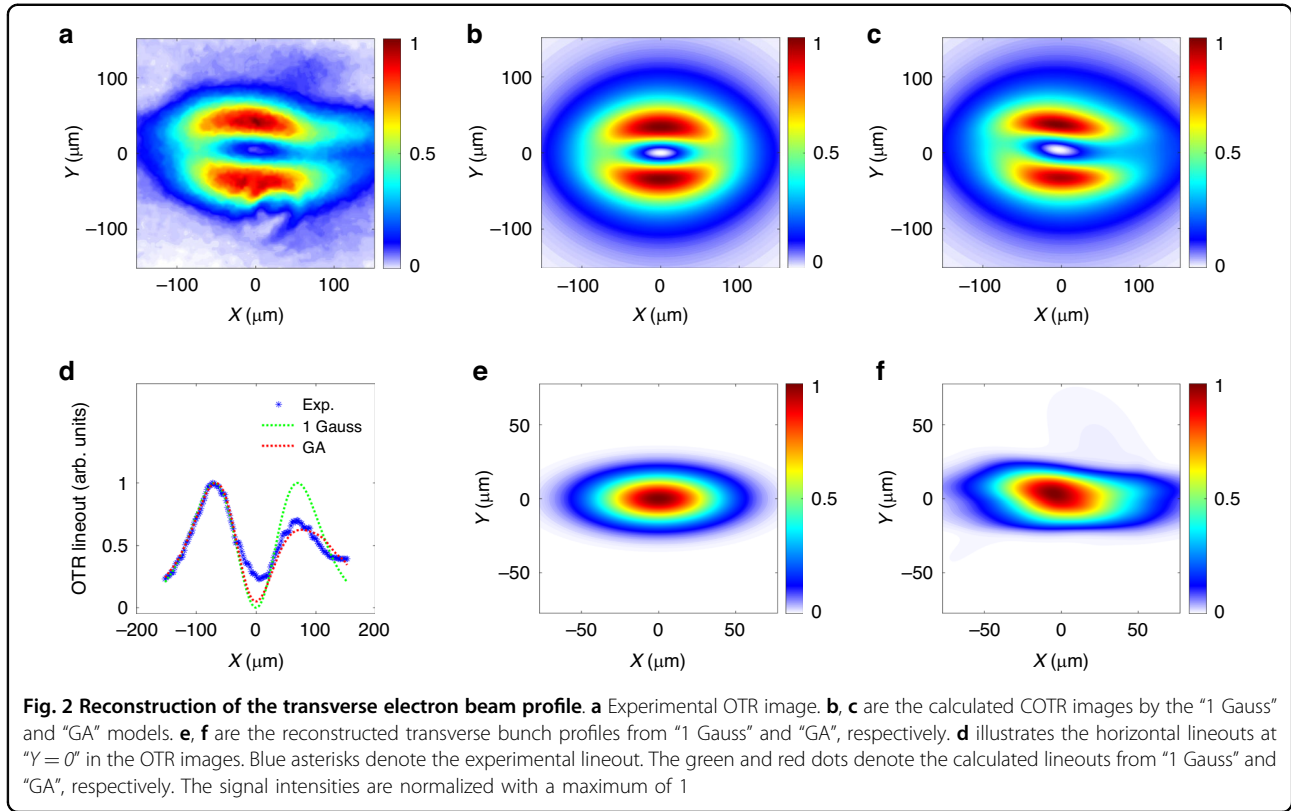 a
b
c
100
0
−100
Y (μm)
−100
0
100
X (μm)
1
0.5
0
100
0
−100
Y (μm)
−100
0
100
X (μm)
1
0.5
0
100
0
−100
Y (μm)
−100
0
100
X (μm)
1
0.5
0
d
e
f
OTR lineout (arb. units)
1
0.5
0
−200
−100
0
100
200
X (μm)
Exp.
1 Gauss
GA
50
0
−50
Y (μm)
−50
0
50
X (μm)
1
0.5
0
50
0
−50
Y (μm)
−50
0
50
X (μm)
1
0.5
0
Fig. 2 Reconstruction of the transverse electron beam profile. a Experimental OTR image. b, c are the calculated COTR images by the “1 Gauss”
and “GA” models. e, f are the reconstructed transverse bunch profiles from “1 Gauss” and “GA”, respectively. d illustrates the horizontal lineouts at
“Y = 0” in the OTR images. Blue asterisks denote the experimental lineout. The green and red dots denote the calculated lineouts from “1 Gauss” and
“GA”, respectively. The signal intensities are normalized with a maximum of 1